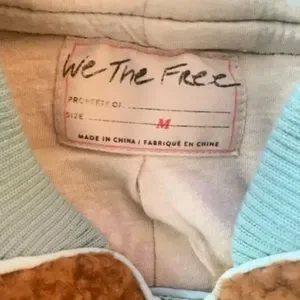 We The Free
PROPERTY OF
SIZE M
MADE IN CHINA / FABRIQUÉ EN CHINE